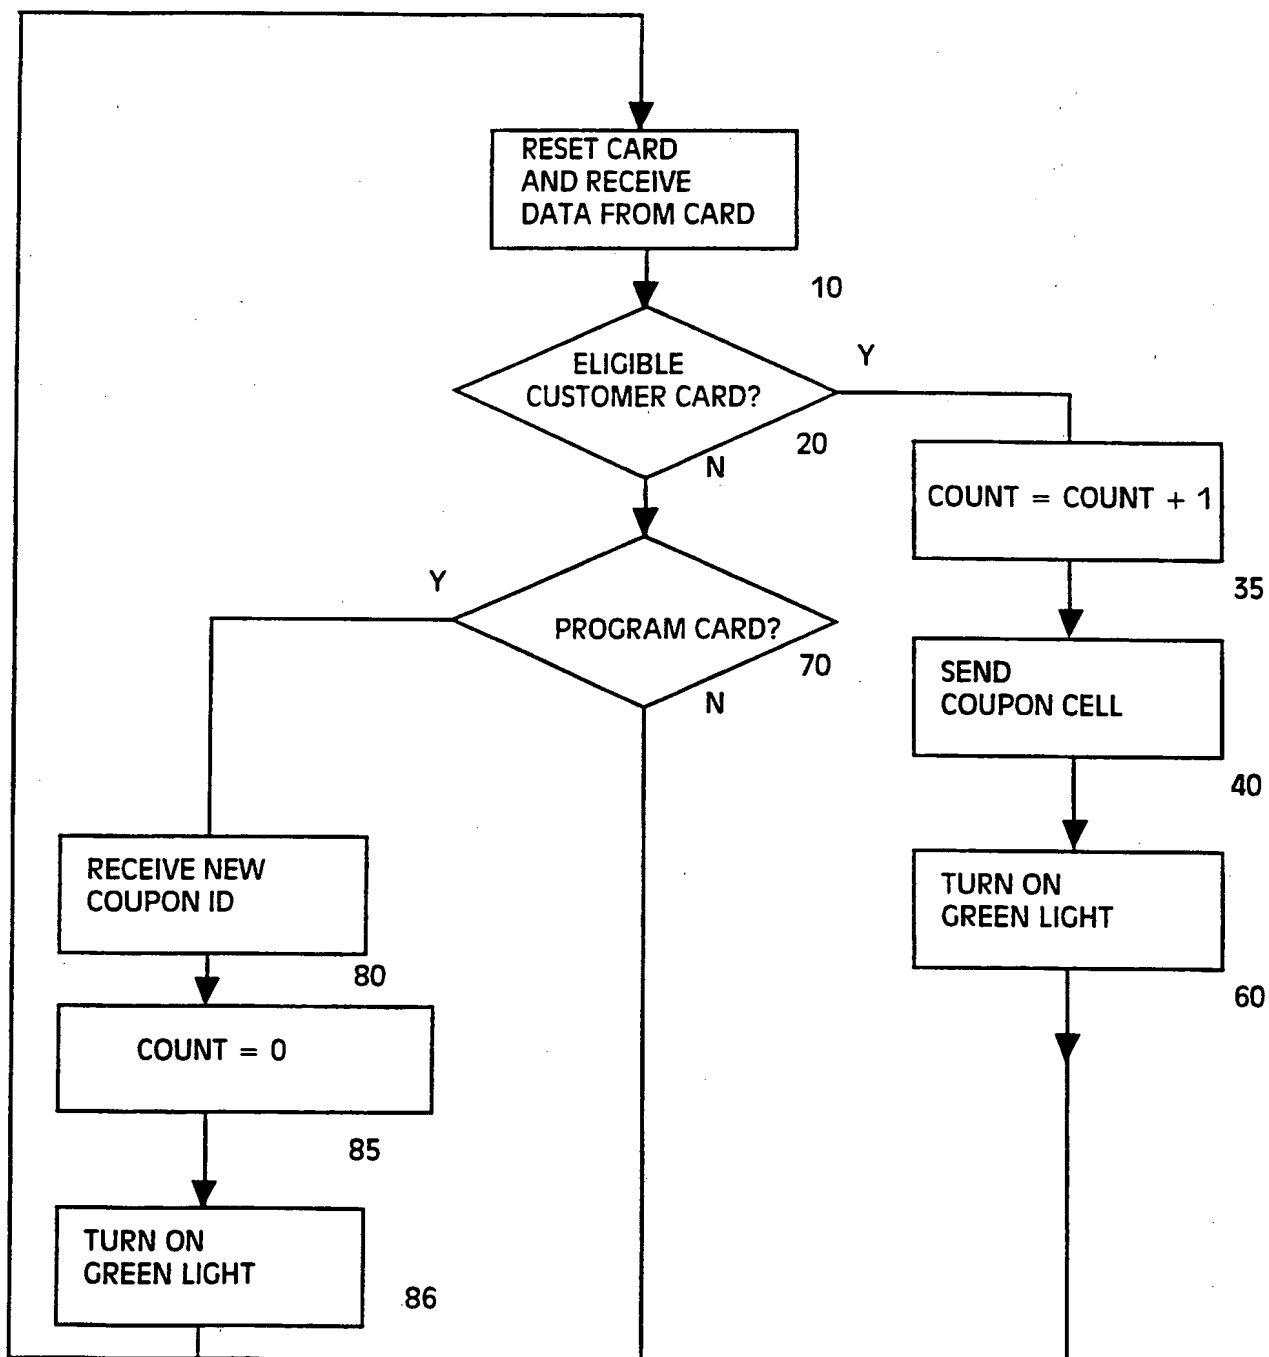 RESET CARD
AND RECEIVE
DATA FROM CARD
10
ELIGIBLE
CUSTOMER CARD?
Y
20
N
COUNT = COUNT + 1
35
Y
PROGRAM CARD?
70
N
SEND
COUPON CELL
40
RECEIVE NEW
COUPON ID
80
TURN ON
GREEN LIGHT
60
COUNT = 0
85
TURN ON
GREEN LIGHT
86